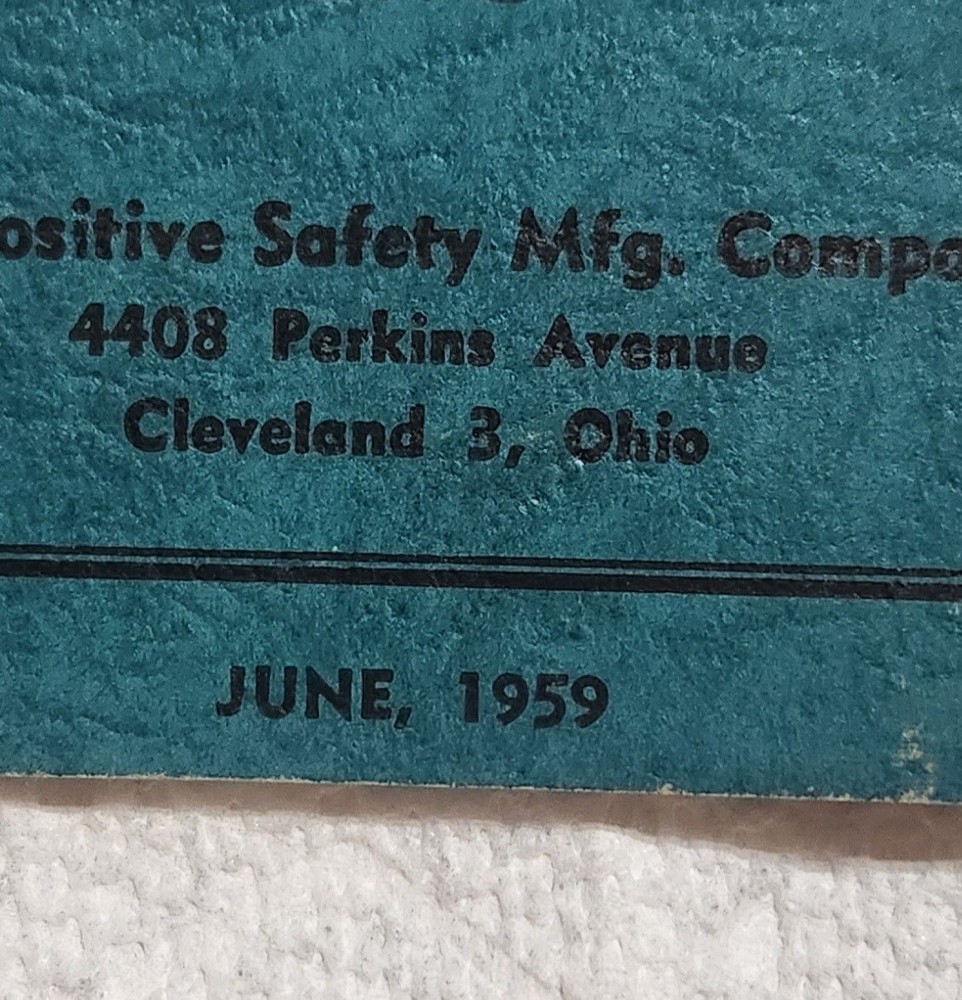 ositive Safety Mfg. Compa
4408 Perkins Avenue
Cleveland 3, Ohio
JUNE, 1959